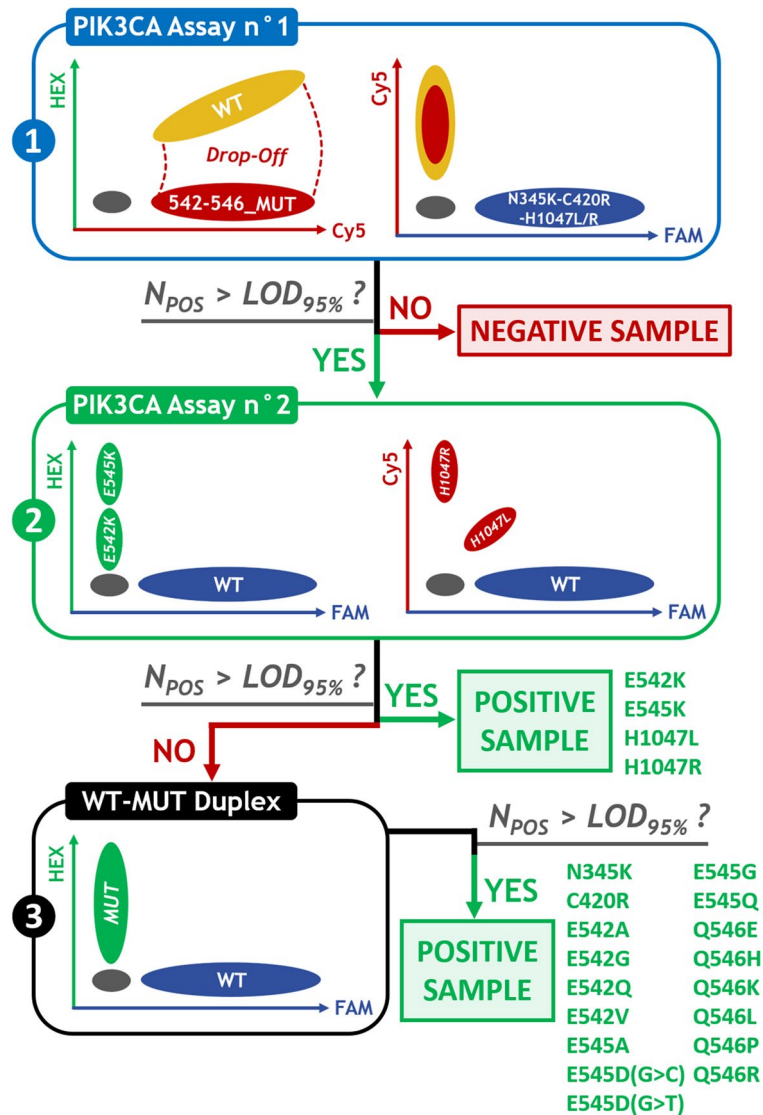 PIK3CA Assay n°1
1
HEX
WT
Drop-Off
542-546_MUT
Cy5
Cy5
N345K-C420R
-H1047L/R
FAM
NPOS > LOD95% ?
NO
NEGATIVE SAMPLE
YES
PIK3CA Assay n°2
2
HEX
E545K
E542K
WT
FAM
Cy5
H1047R
H1047L
WT
FAM
NPOS > LOD95% ?
YES
POSITIVE
SAMPLE
E542K
E545K
H1047L
H1047R
NO
WT-MUT Duplex
3
HEX
MUT
WT
FAM
NPOS > LOD95% ?
YES
POSITIVE
SAMPLE
N345K
C420R
E542A
E542G
E542Q
E542V
E545A
E545D(G>C)
E545D(G>T)
E545G
E545Q
Q546E
Q546H
Q546K
Q546L
Q546P
Q546R